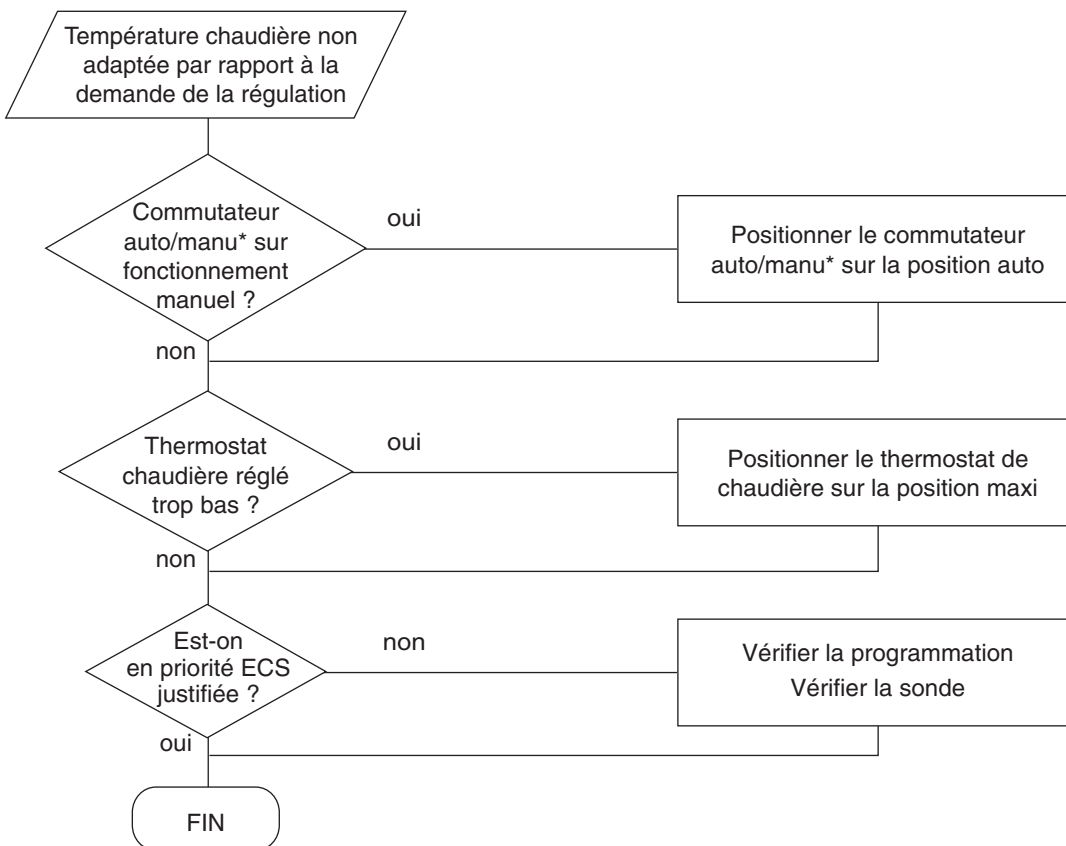 Température chaudière non
adaptée par rapport à la
demande de la régulation
Commutateur
auto/manu* sur
fonctionnement
manuel ?
oui
Positionner le commutateur
auto/manu* sur la position auto
non
Thermostat
chaudière réglé
trop bas ?
oui
Positionner le thermostat de
chaudière sur la position maxi
non
Est-on
en priorité ECS
justifiée ?
non
Vérifier la programmation
Vérifier la sonde
oui
FIN